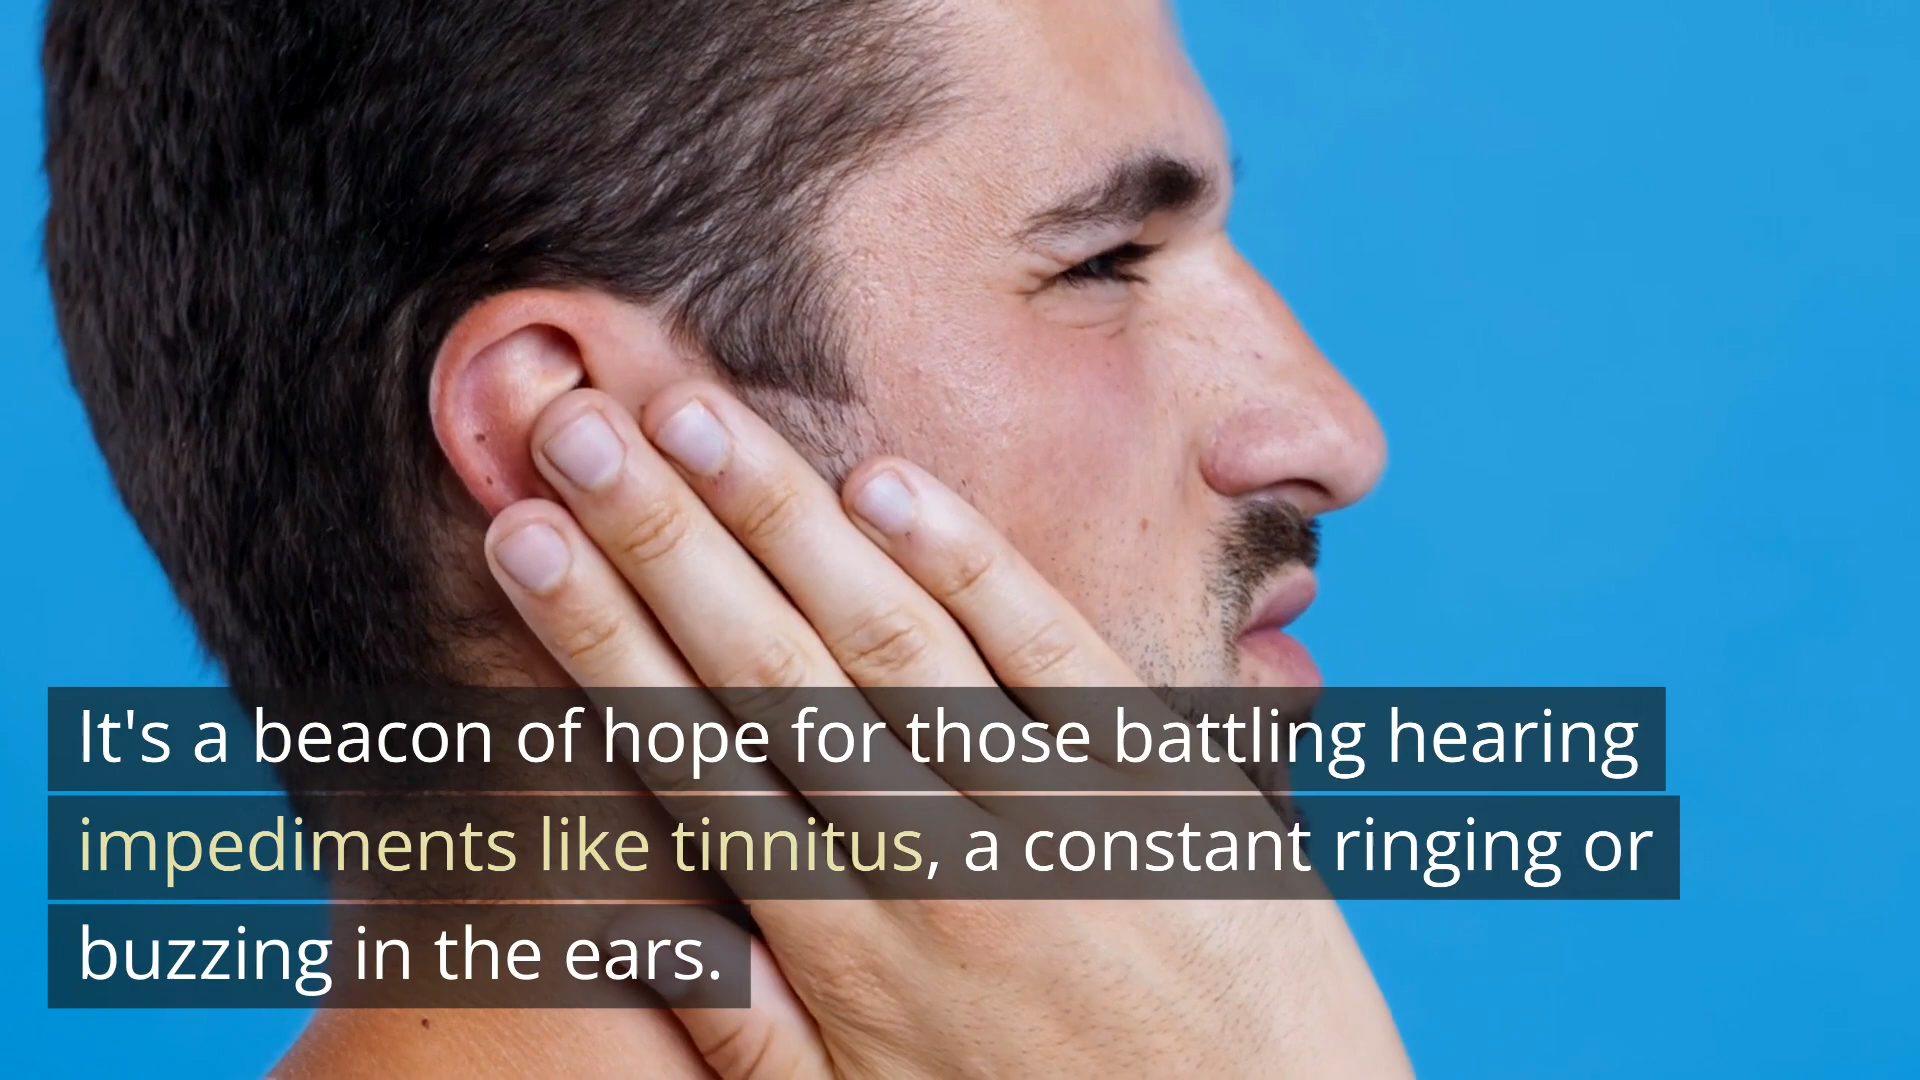 It's a beacon of hope for those battling hearing
impediments like tinnitus, a constant ringing or
buzzing in the ears.